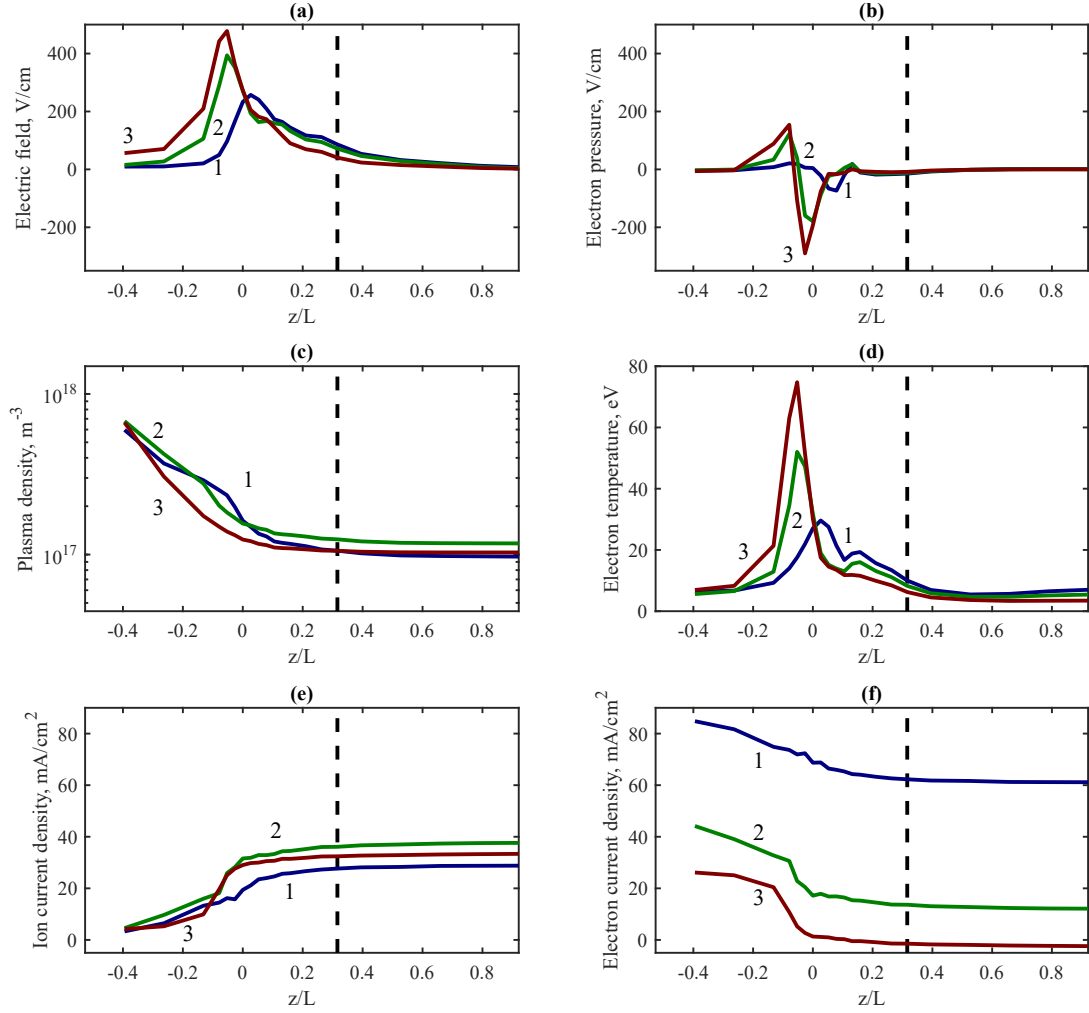 (a)
Electric field, V/cm
400
200
0
-200
3
2
1
-0.4 -0.2 0 0.2 0.4 0.6 0.8
z/L
(b)
Electron pressure, V/cm
400
200
0
-200
2
1
3
-0.4 -0.2 0 0.2 0.4 0.6 0.8
z/L
(c)
Plasma density, m⁻³
10¹⁸
10¹⁷
2
1
3
-0.4 -0.2 0 0.2 0.4 0.6 0.8
z/L
(d)
Electron temperature, eV
80
60
40
20
0
3
2
1
-0.4 -0.2 0 0.2 0.4 0.6 0.8
z/L
(e)
Ion current density, mA/cm²
80
60
40
20
0
2
1
3
-0.4 -0.2 0 0.2 0.4 0.6 0.8
z/L
(f)
Electron current density, mA/cm²
80
60
40
20
0
1
2
3
-0.4 -0.2 0 0.2 0.4 0.6 0.8
z/L